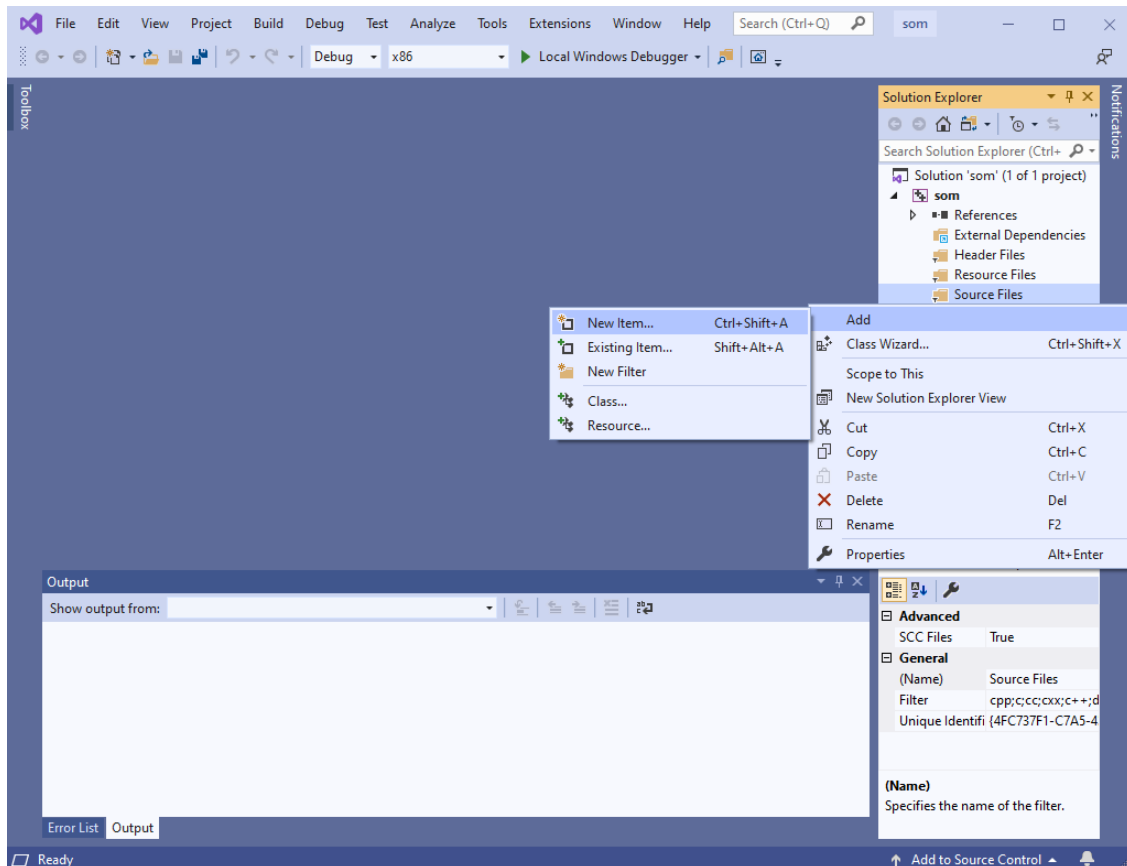 File Edit View Project Build Debug Test Analyze Tools Extensions Window Help Search (Ctrl+Q) som
Debug x86 Local Windows Debugger
Toolbox
Notifications
Solution Explorer
Search Solution Explorer (Ctrl+
Solution 'som' (1 of 1 project)
som
References
External Dependencies
Header Files
Resource Files
Source Files
New Item... Ctrl+Shift+A
Existing Item... Shift+Alt+A
New Filter
Class...
Resource...
Add
Class Wizard... Ctrl+Shift+X
Scope to This
New Solution Explorer View
Cut Ctrl+X
Copy Ctrl+C
Paste Ctrl+V
Delete Del
Rename F2
Properties Alt+Enter
Output
Show output from:
Error List Output
Advanced
SCC Files True
General
(Name) Source Files
Filter cpp;c;cc;cxx;c++;d
Unique Identifi {4FC737F1-C7A5-4
(Name)
Specifies the name of the filter.
Ready Add to Source Control